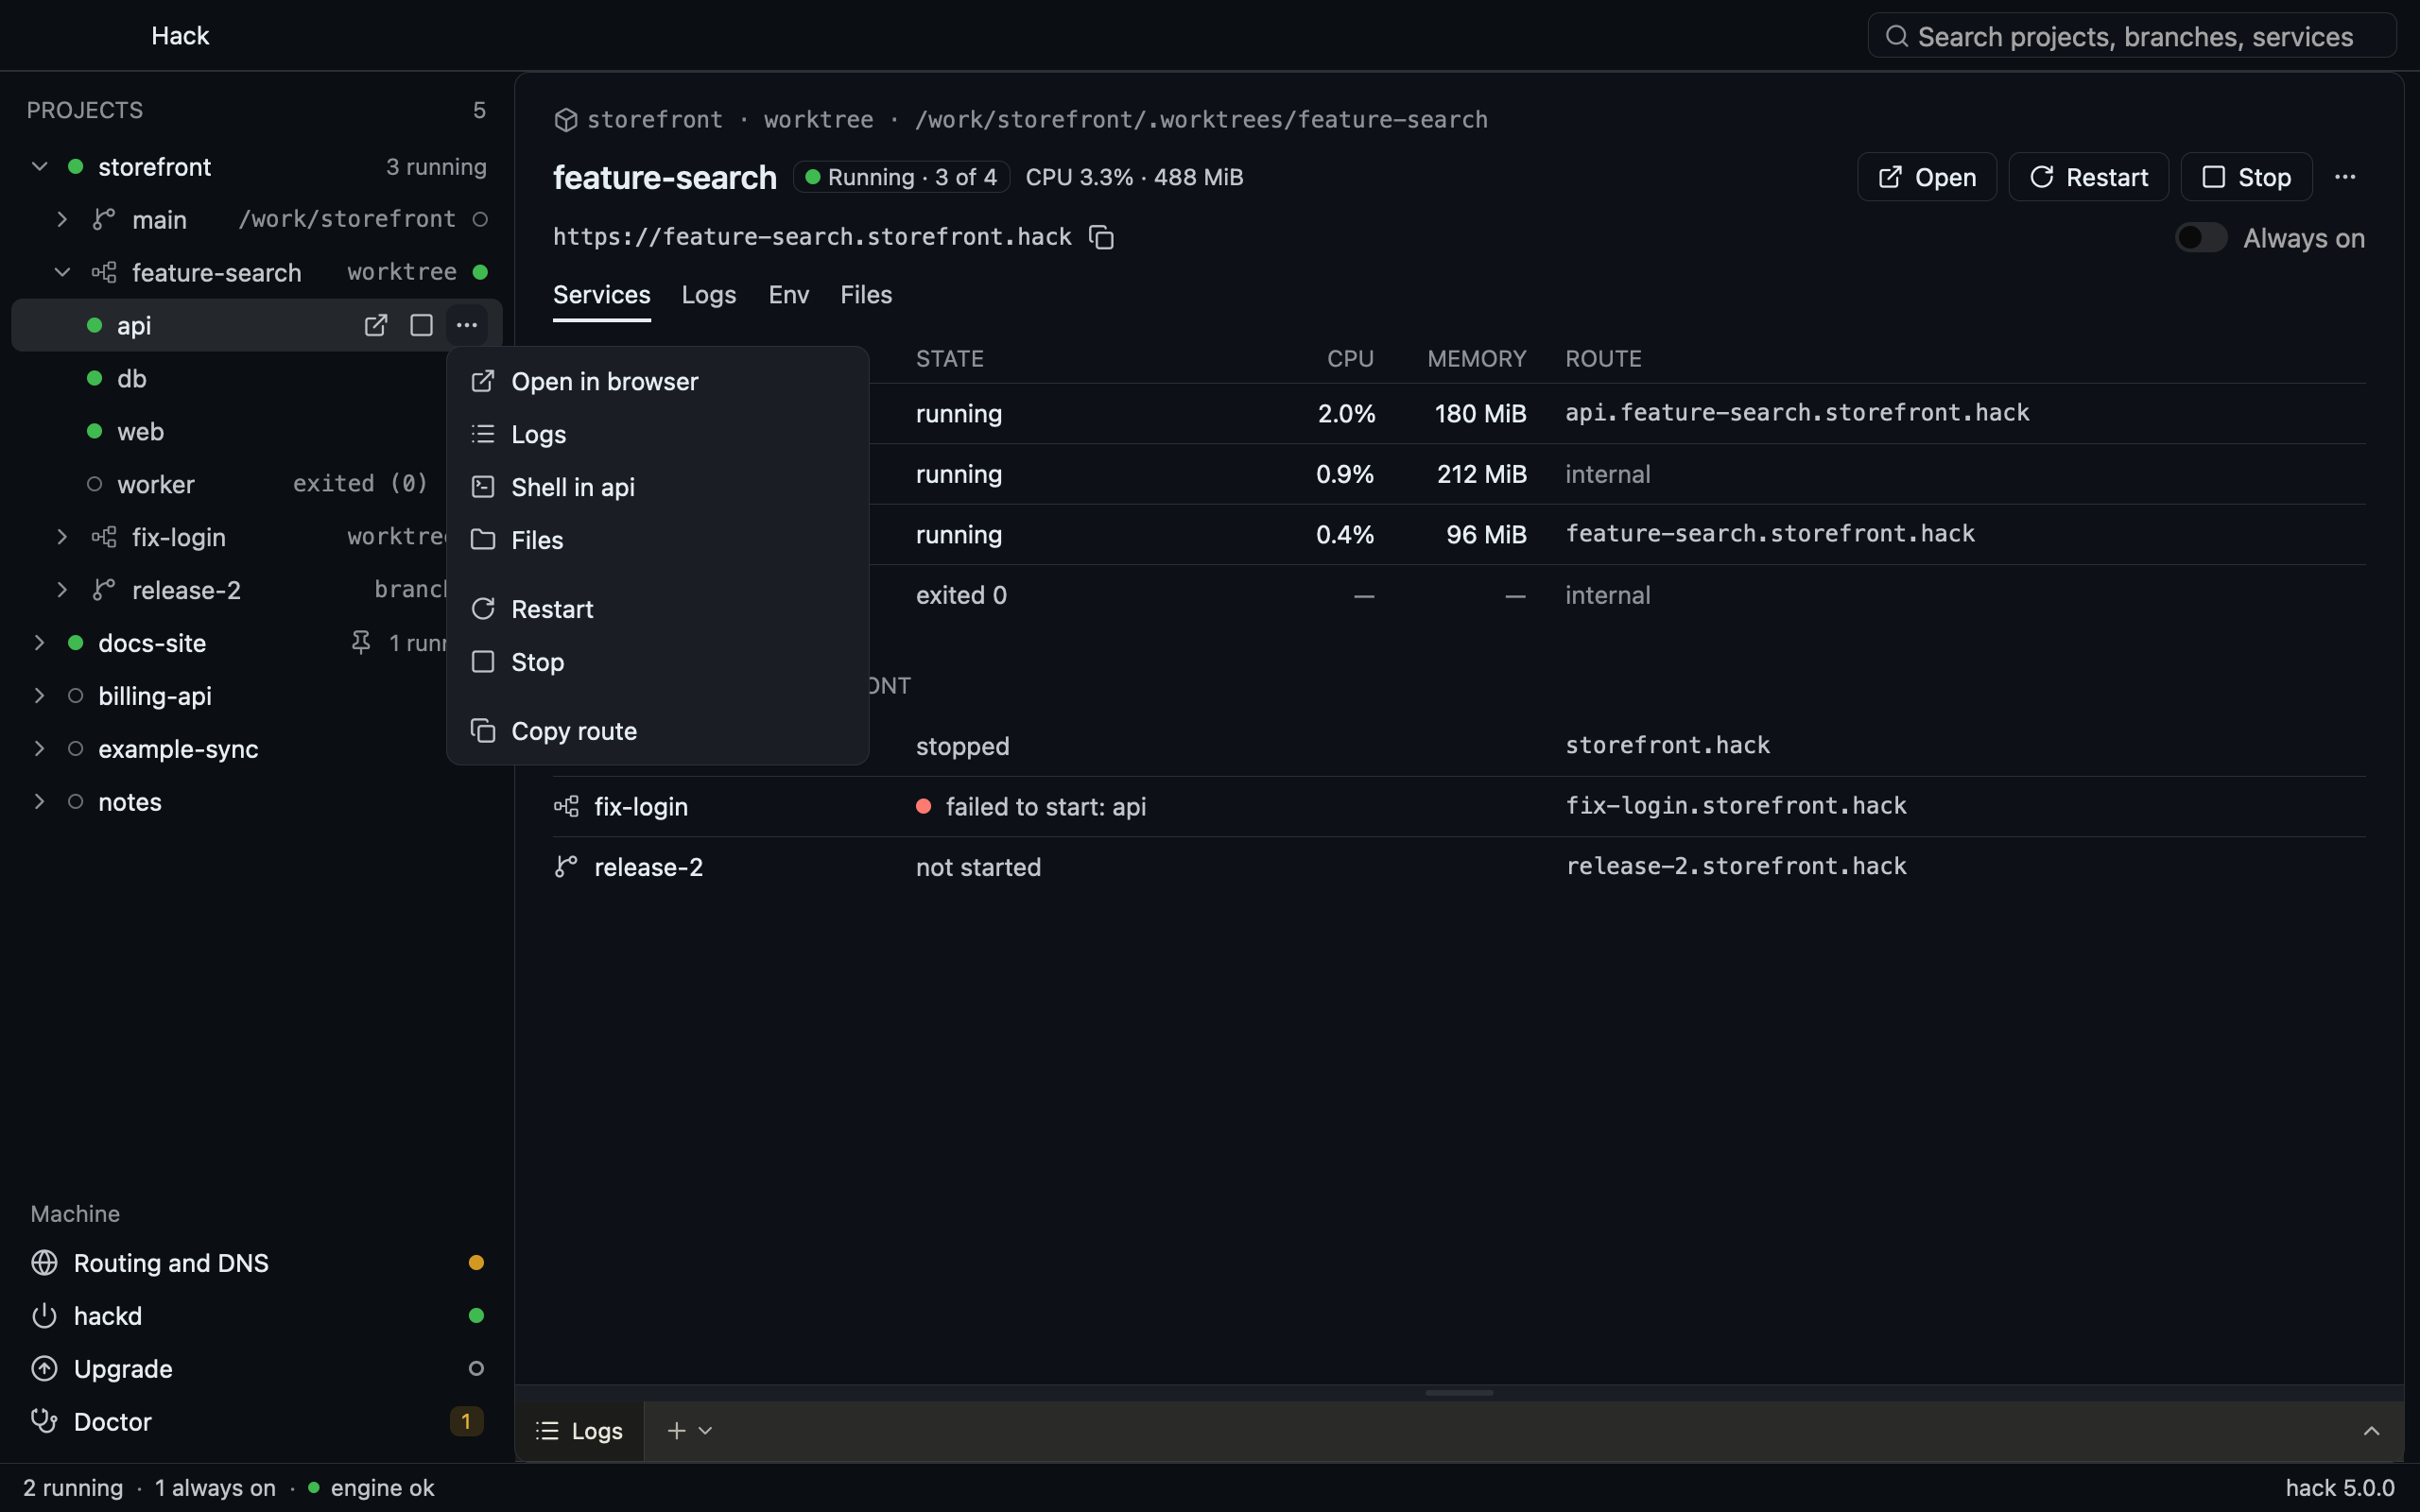 Hack
Search projects, branches, services
PROJECTS 5
storefront 3 running
main /work/storefront
feature-search worktree
api
db
web
worker exited (0)
fix-login
release-2
docs-site 1
billing-api
example-sync
notes
Machine
Routing and DNS
hackd
Upgrade
Doctor 1
storefront · worktree · /work/storefront/.worktrees/feature-search
feature-search Running · 3 of 4 CPU 3.3% · 488 MiB
Open Restart Stop
https://feature-search.storefront.hack
Always on
Services Logs Env Files
Open in browser
Logs
Shell in api
Files
Restart
Stop
Copy route
STATE CPU MEMORY ROUTE
running 2.0% 180 MiB api.feature-search.storefront.hack
running 0.9% 212 MiB internal
running 0.4% 96 MiB feature-search.storefront.hack
exited 0 — — internal
stopped storefront.hack
fix-login failed to start: api fix-login.storefront.hack
release-2 not started release-2.storefront.hack
Logs
2 running · 1 always on · engine ok
hack 5.0.0